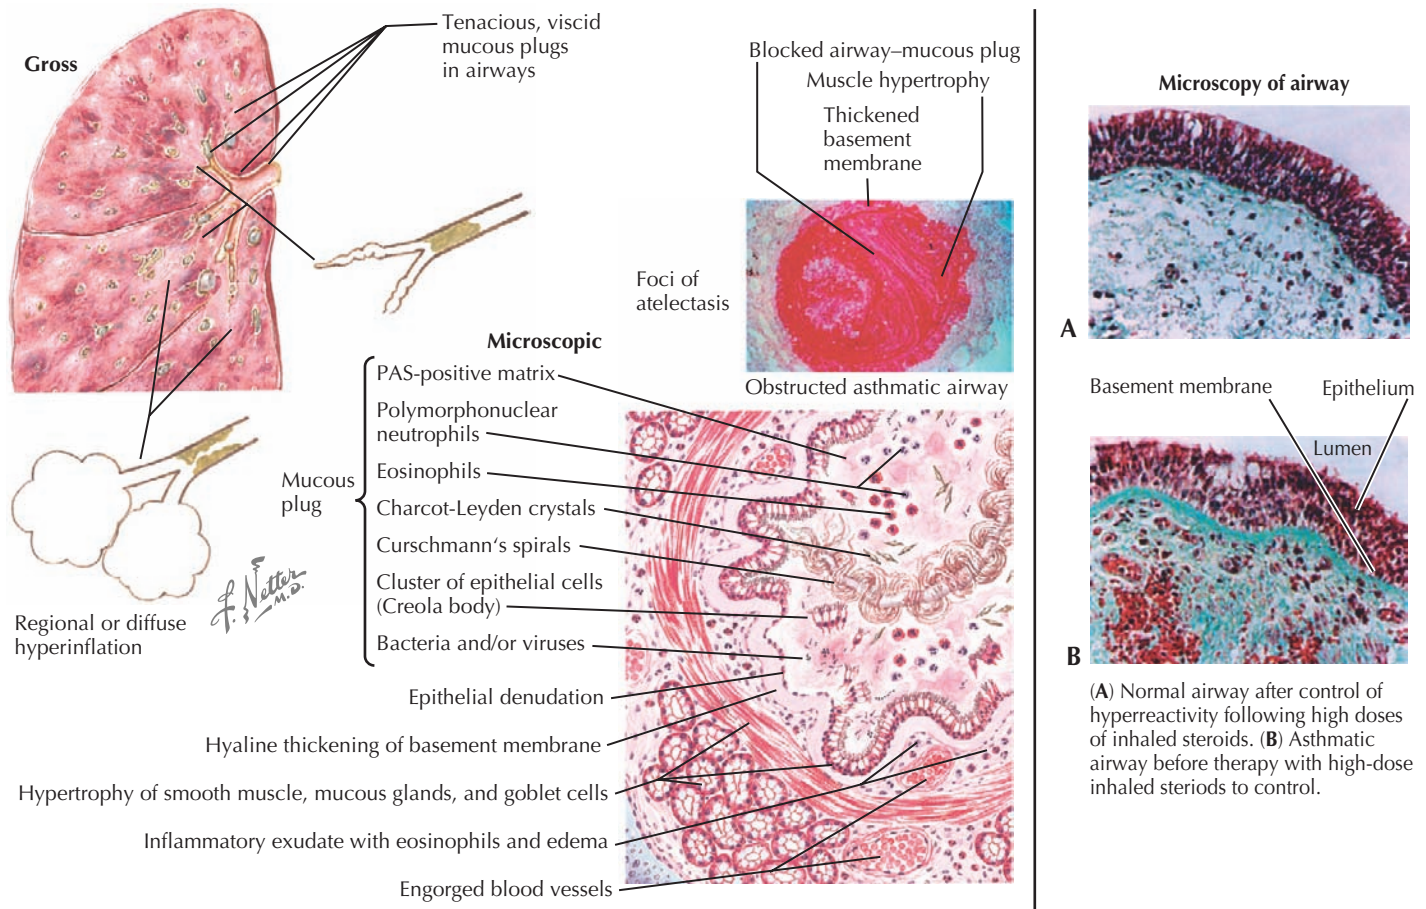 Gross
Tenacious, viscid
mucous plugs
in airways
Foci of
atelectasis
Regional or diffuse
hyperinflation
F. Netter
M.D.
Blocked airway–mucous plug
Muscle hypertrophy
Thickened
basement
membrane
Obstructed asthmatic airway
Microscopic
Mucous
plug
PAS-positive matrix
Polymorphonuclear
neutrophils
Eosinophils
Charcot-Leyden crystals
Curschmann‘s spirals
Cluster of epithelial cells
(Creola body)
Bacteria and/or viruses
Epithelial denudation
Hyaline thickening of basement membrane
Hypertrophy of smooth muscle, mucous glands, and goblet cells
Inflammatory exudate with eosinophils and edema
Engorged blood vessels
Microscopy of airway
A
Basement membrane
Epithelium
Lumen
B
(A) Normal airway after control of
hyperreactivity following high doses
of inhaled steroids. (B) Asthmatic
airway before therapy with high-dose
inhaled steriods to control.